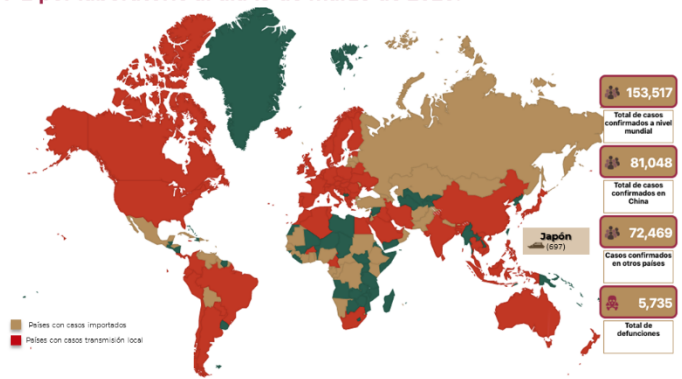 153,517
Total de casos
confirmados a nivel
mundial
81,048
Total de casos
confirmados en
China
Japón
(697)
72,469
Casos confirmados
en otros países
5,735
Total de
defunciones
Países con casos importados
Países con casos transmisión local